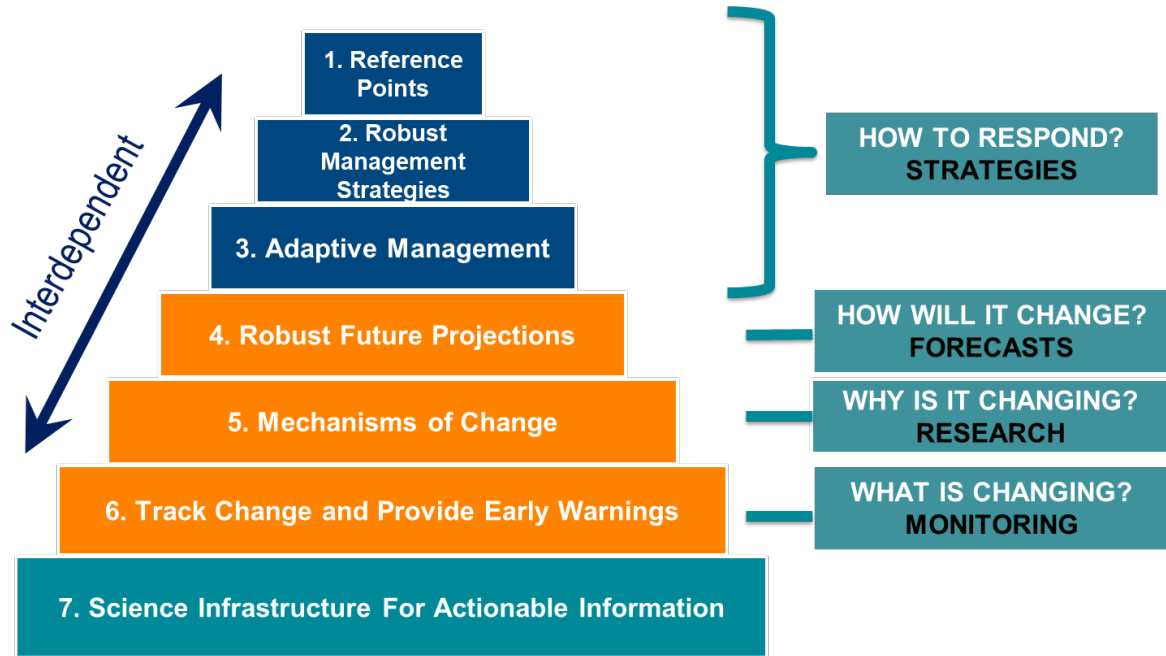 Interdependent
1. Reference
Points
2. Robust
Management
Strategies
3. Adaptive Management
4. Robust Future Projections
5. Mechanisms of Change
6. Track Change and Provide Early Warnings
7. Science Infrastructure For Actionable Information
HOW TO RESPOND?
STRATEGIES
HOW WILL IT CHANGE?
FORECASTS
WHY IS IT CHANGING?
RESEARCH
WHAT IS CHANGING?
MONITORING